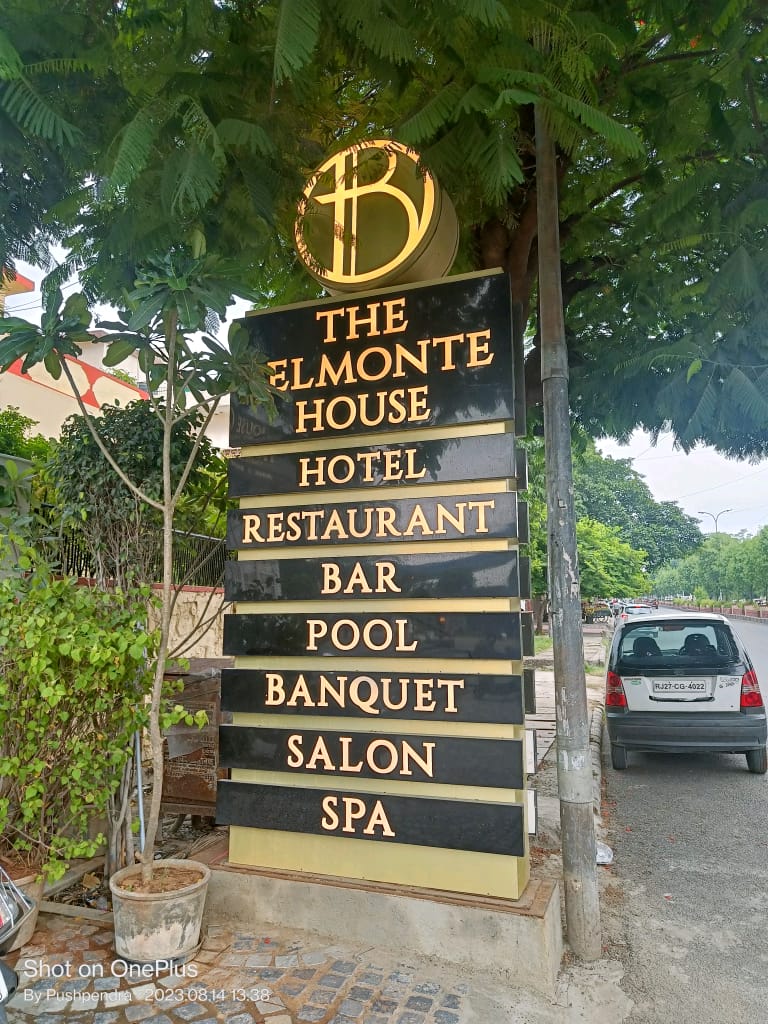 B
THE
ELMONTE
HOUSE
HOTEL
RESTAURANT
BAR
POOL
BANQUET
SALON
SPA
RJ27-CG-4022
Shot on OnePlus
By Pushpendra 2023.08.14 13:38